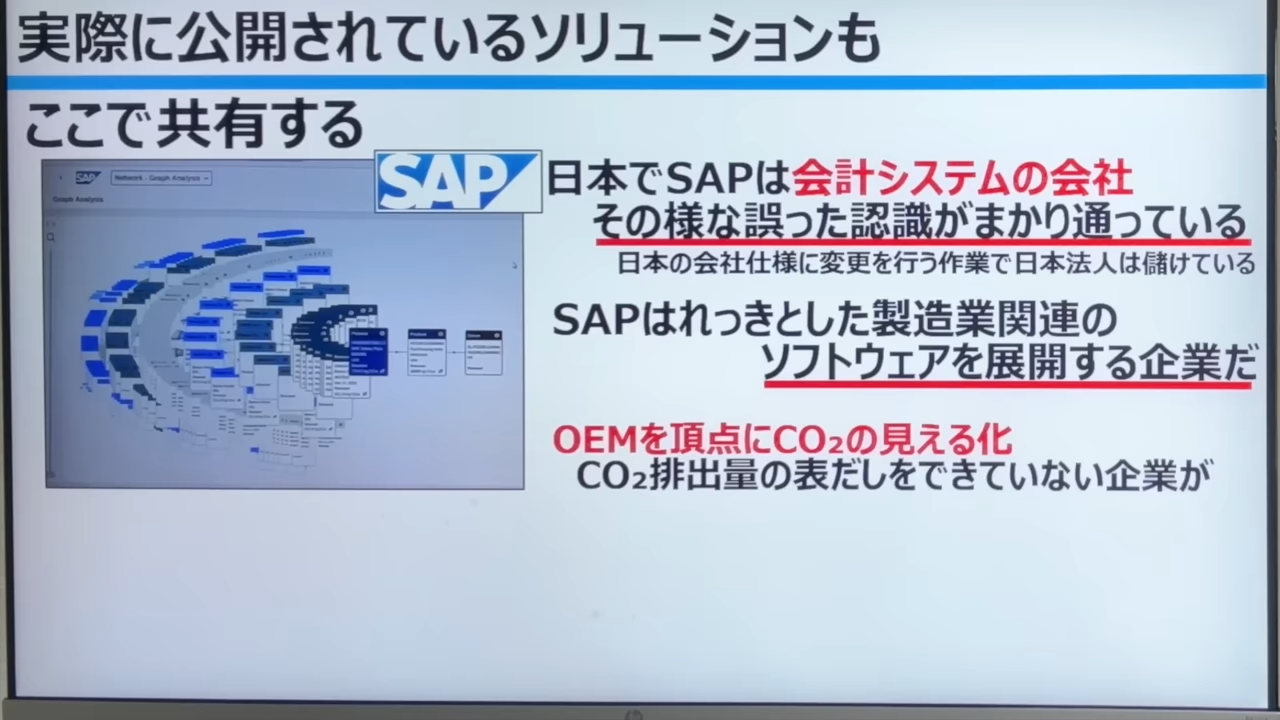 実際に公開されているソリューションも
ここで共有する
SAP
Network - Graph Analysis
Graph Analysis
SAP
日本でSAPは会計システムの会社
その様な誤った認識がまかり通っている
日本の会社仕様に変更を行う作業で日本法人は儲けている
SAPはれっきとした製造業関連の
ソフトウェアを展開する企業だ
OEMを頂点にCO₂の見える化
CO₂排出量の表だしをできていない企業が